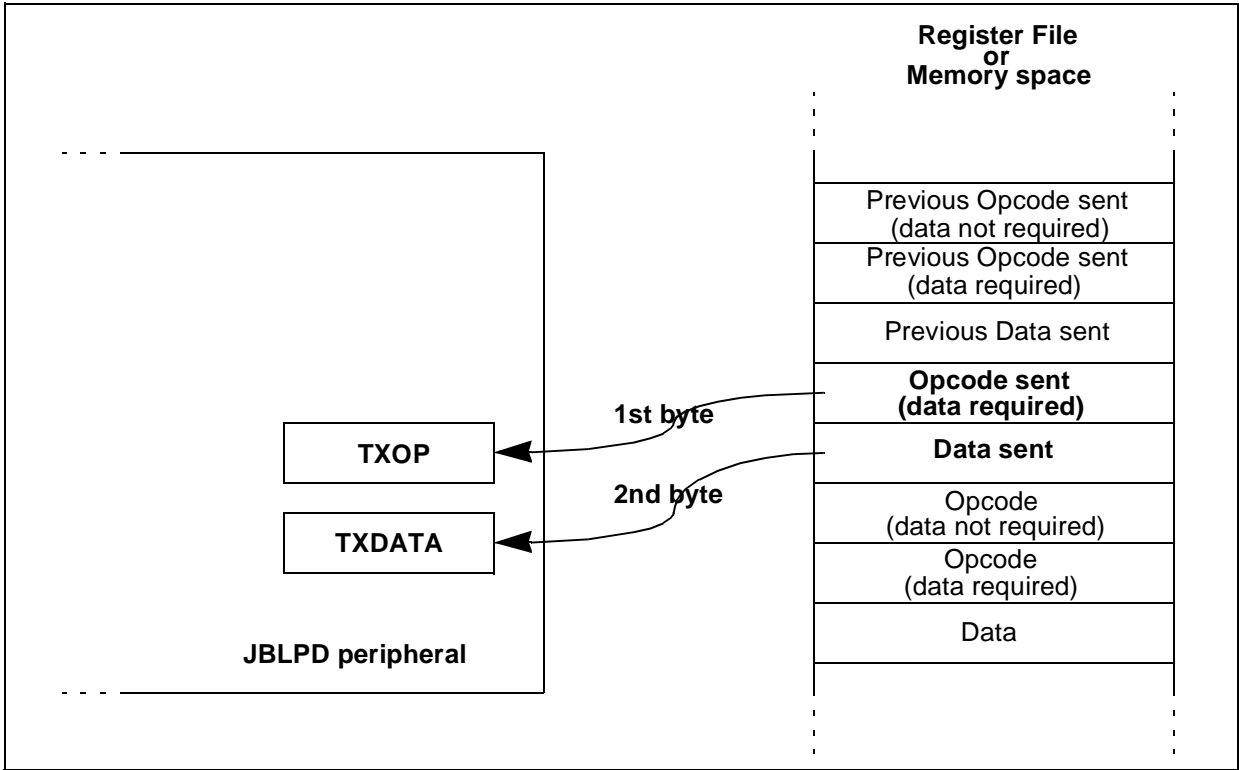 Register File
or
Memory space
Previous Opcode sent
(data not required)
Previous Opcode sent
(data required)
Previous Data sent
Opcode sent
(data required)
1st byte
TXOP
Data sent
2nd byte
Opcode
(data not required)
TXDATA
Opcode
(data required)
Data
JBLPD peripheral